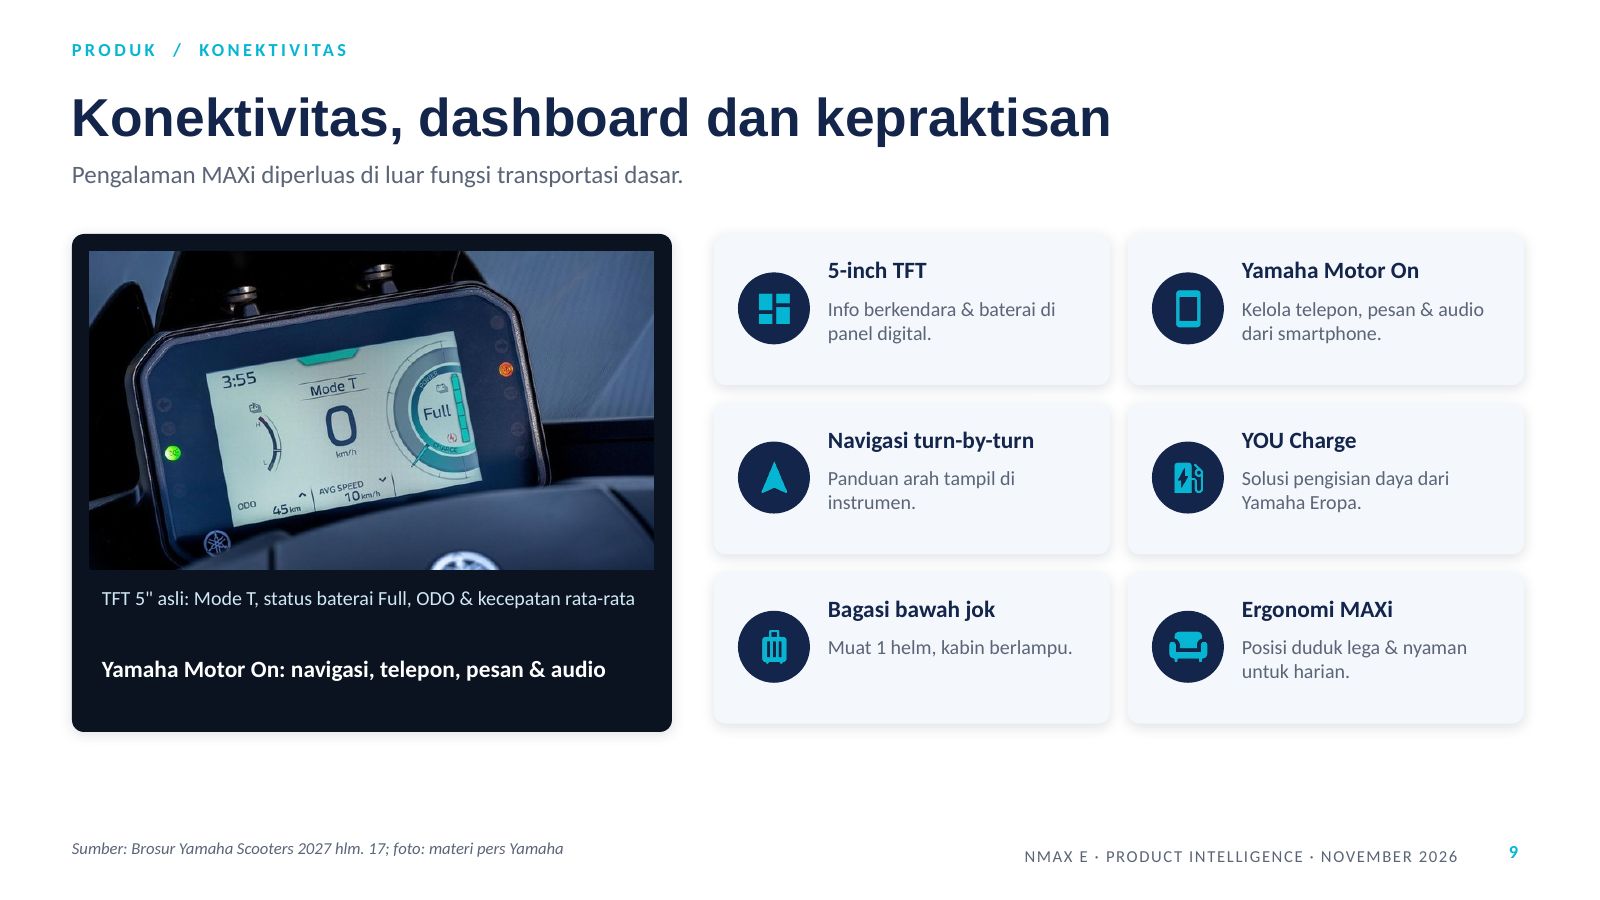 PRODUK / KONEKTIVITAS
Konektivitas, dashboard dan kepraktisan
Pengalaman MAXi diperluas di luar fungsi transportasi dasar.
3:55
Mode T
0
km/h
H
L
POWER
Full
CHARGE
ODO
45 km
AVG SPEED
10 km/h
TFT 5" asli: Mode T, status baterai Full, ODO & kecepatan rata-rata
Yamaha Motor On: navigasi, telepon, pesan & audio
5-inch TFT
Info berkendara & baterai di
panel digital.
Yamaha Motor On
Kelola telepon, pesan & audio
dari smartphone.
Navigasi turn-by-turn
Panduan arah tampil di
instrumen.
YOU Charge
Solusi pengisian daya dari
Yamaha Eropa.
Bagasi bawah jok
Muat 1 helm, kabin berlampu.
Ergonomi MAXi
Posisi duduk lega & nyaman
untuk harian.
Sumber: Brosur Yamaha Scooters 2027 hlm. 17; foto: materi pers Yamaha
NMAX E · PRODUCT INTELLIGENCE · NOVEMBER 2026
9